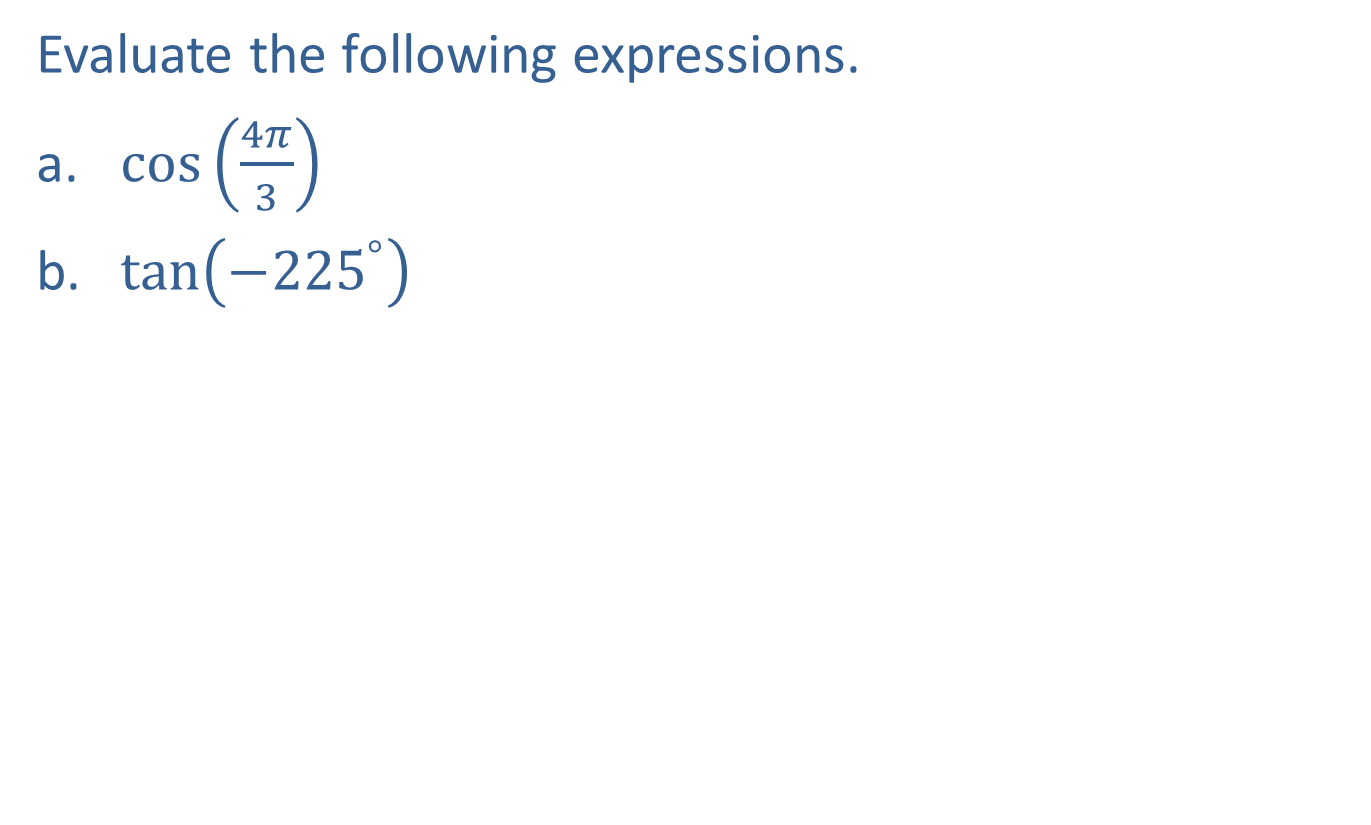 Evaluate the following expressions.
a. cos(4π/3)
b. tan(−225°)